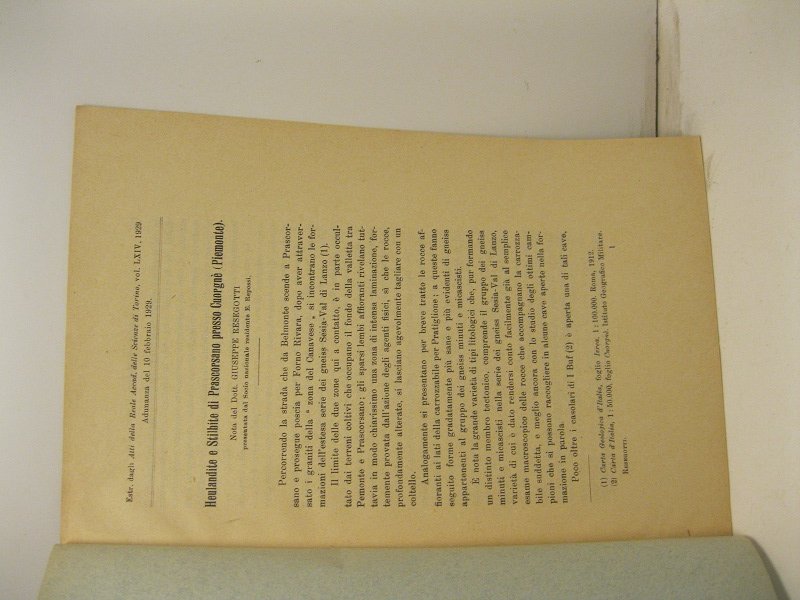 Estr. dagli Atti della Reale Accad. delle Scienze di Torino, vol. LXIV, 1929
Adunanza del 10 febbraio 1929.
Heulandite e Stilbite di Prascorsano presso Cuorgnè (Piemonte).
Nota del Dott. GIUSEPPE RESEGOTTI
presentata dal Socio nazionale residente E. Repossi.
Percorrendo la strada che da Belmonte scende a Prascor-
sano e prosegue poscia per Forno Rivara, dopo aver attraver-
sato i graniti della " zona del Canavese „ si incontrano le for-
mazioni dell'estesa serie dei gneiss Sesia-Val di Lanzo (1).
Il limite delle due zone qui a contatto, è in parte occul-
tato dai terreni coltivi che occupano il fondo della valletta tra
Pemonte e Prascorsano; gli sparsi lembi affioranti rivelano tut-
tavia in modo chiarissimo una zona di intensa laminazione, for-
temente provata dall'azione degli agenti fisici, sì che le rocce,
profondamente alterate, si lasciano agevolmente tagliare con un
coltello.
Analogamente si presentano per breve tratto le rocce af-
fioranti ai lati della carrozzabile per Pratiglione; a queste fanno
seguito forme gradatamente più sane e più evidenti di gneiss
appartenenti al gruppo dei gneiss minuti e micascisti.
È nota la grande varietà di tipi litologici che, pur formando
un distinto membro tectonico, comprende il gruppo dei gneiss
minuti e micascisti nella serie dei gneiss Sesia-Val di Lanzo,
varietà di cui è dato rendersi conto facilmente già al semplice
esame macroscopico delle rocce che accompagnano la carrozza-
bile suddetta, e meglio ancora con lo studio degli ottimi cam-
pioni che si possono raccogliere in alcune cave aperte nella for-
mazione in parola.
Poco oltre i casolari di I Buf (2) è aperta una di tali cave,
(1) Carta Geologica d'Italia, foglio Ivrea, 1:100.000. Roma, 1912.
(2) Carta d'Italia, 1:50.000, foglio Cuorgnè. Istituto Geografico Militare.
RESEGOTTI. 1